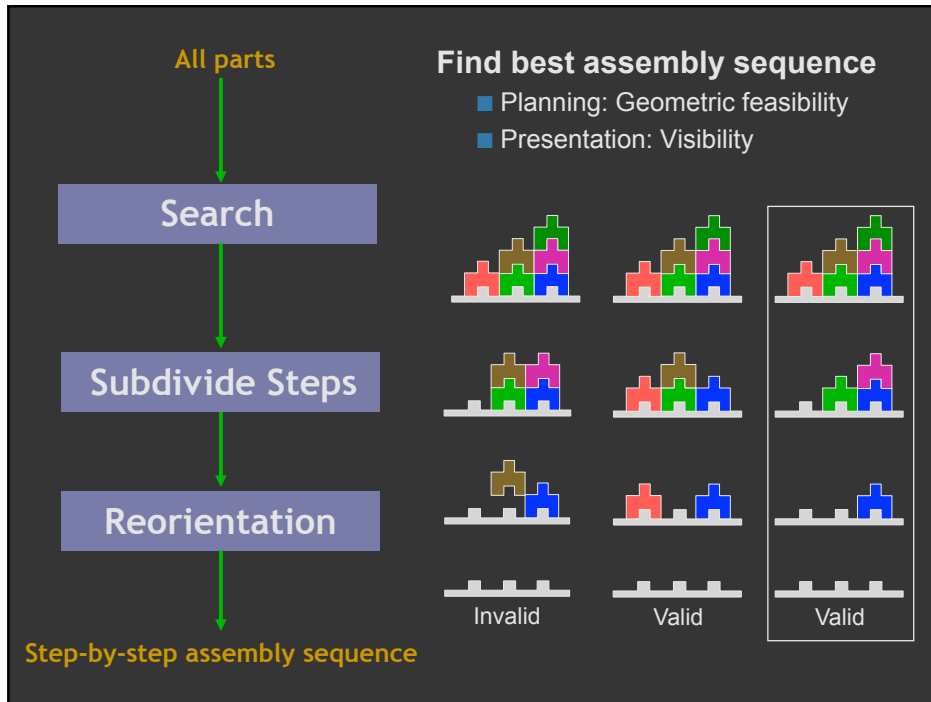 All parts
Search
Subdivide Steps
Reorientation
Step-by-step assembly sequence
Find best assembly sequence
Planning: Geometric feasibility
Presentation: Visibility
Invalid
Valid
Valid